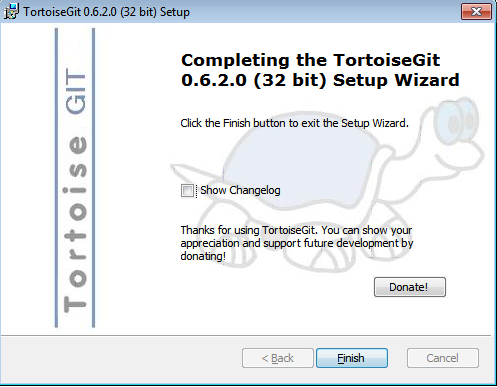 TortoiseGit 0.6.2.0 (32 bit) Setup
Tortoise GIT
Completing the TortoiseGit
0.6.2.0 (32 bit) Setup Wizard
Click the Finish button to exit the Setup Wizard.
Show Changelog
Thanks for using TortoiseGit. You can show your
appreciation and support future development by
donating!
Donate!
< Back
Finish
Cancel